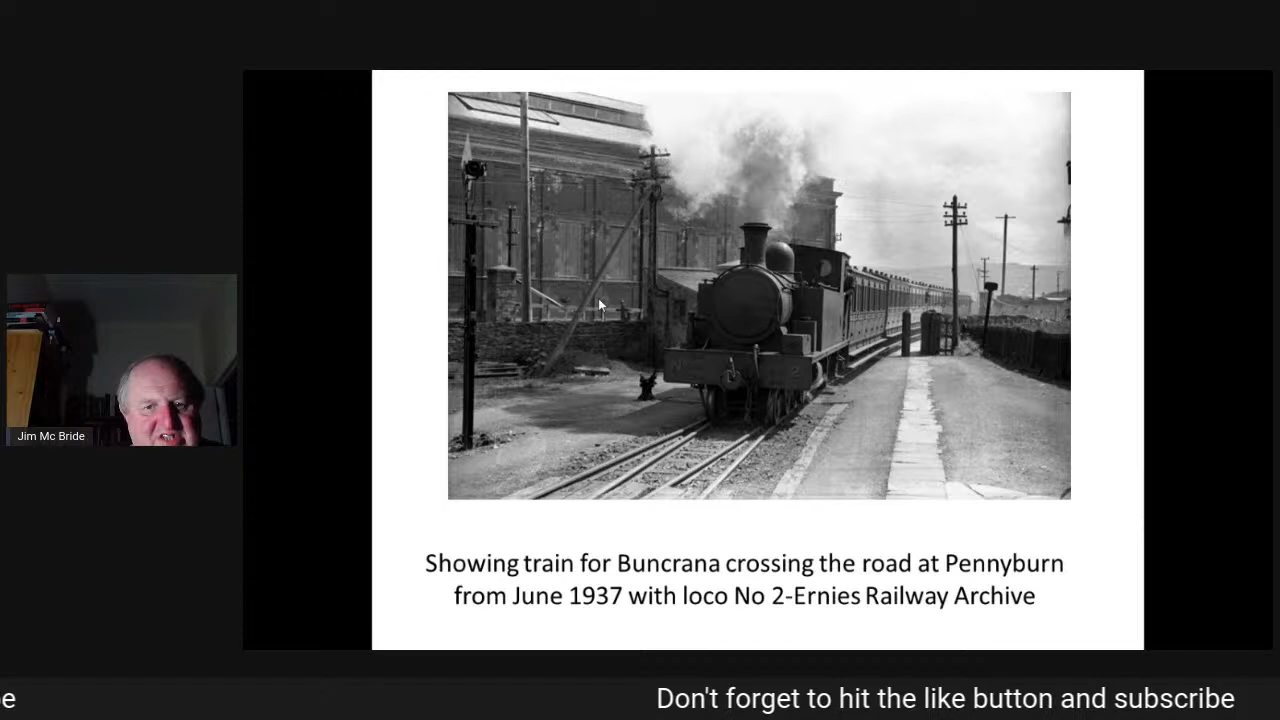 Showing train for Buncrana crossing the road at Pennyburn
from June 1937 with loco No 2-Ernies Railway Archive
Jim Mc Bride
Don't forget to hit the like button and subscribe